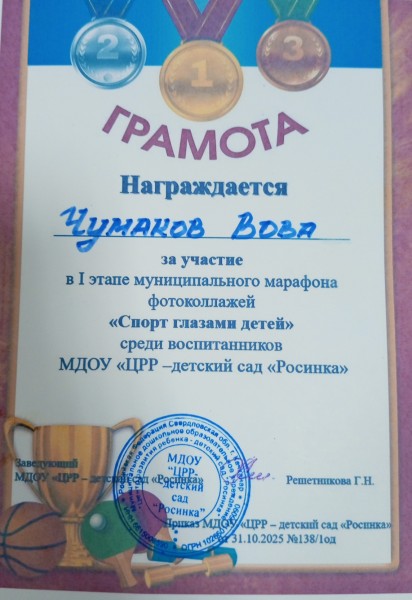 2 1 3
ГРАМОТА
Награждается
Чумаков Вова
за участие
в I этапе муниципального марафона
фотоколлажей
«Спорт глазами детей»
среди воспитанников
МДОУ «ЦРР –детский сад «Росинка»
МДОУ
"ЦРР-
детский
сад
"Росинка"
Заведующий
МДОУ «ЦРР – детский сад «Росинка» Решетникова Г.Н.
Приказ МДОУ «ЦРР – детский сад «Росинка»
от 31.10.2025 №138/1од